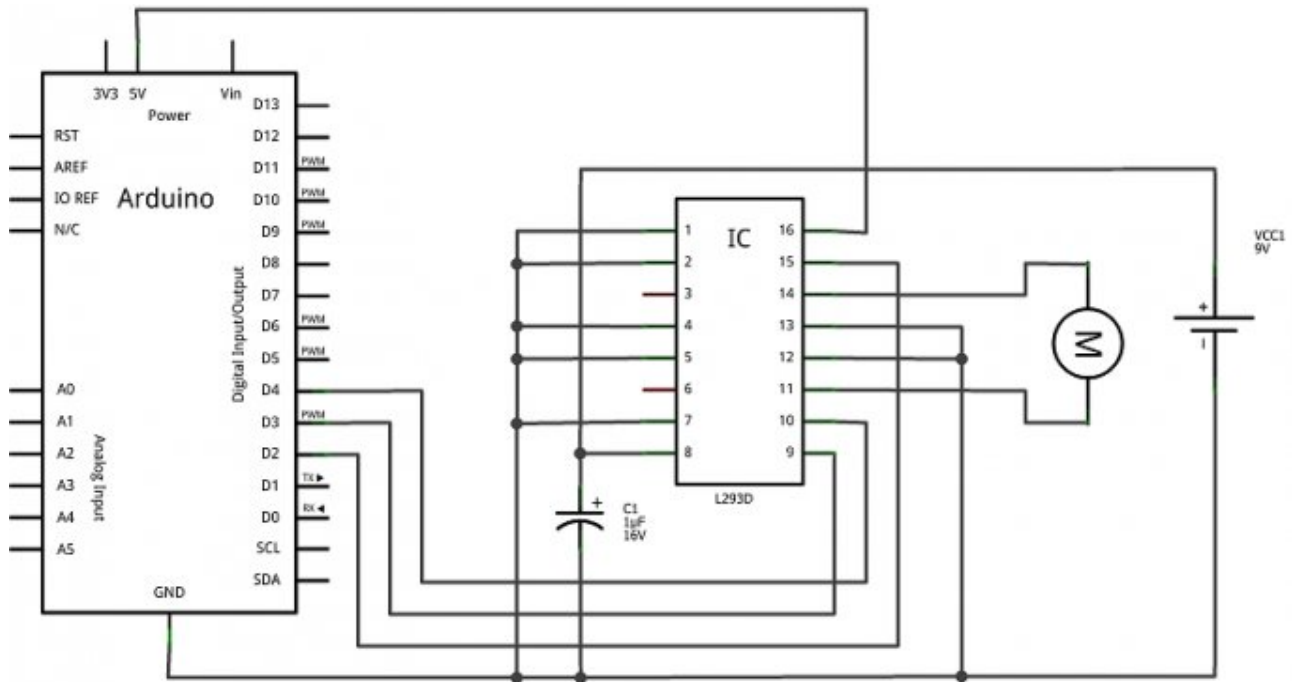 3V3 5V Vin
Power
Arduino
RST
AREF
IO REF
N/C
A0
A1
A2
A3
A4
A5
Analog Input
GND
D13
D12
D11 PWM
D10 PWM
D9 PWM
D8
D7
D6 PWM
D5 PWM
D4
D3 PWM
D2
D1 TX ▶
D0 RX ◀
SCL
SDA
Digital Input/Output
IC
1
2
3
4
5
6
7
8
16
15
14
13
12
11
10
9
L293D
+
C1
1µF
16V
M
+
−
VCC1
9V